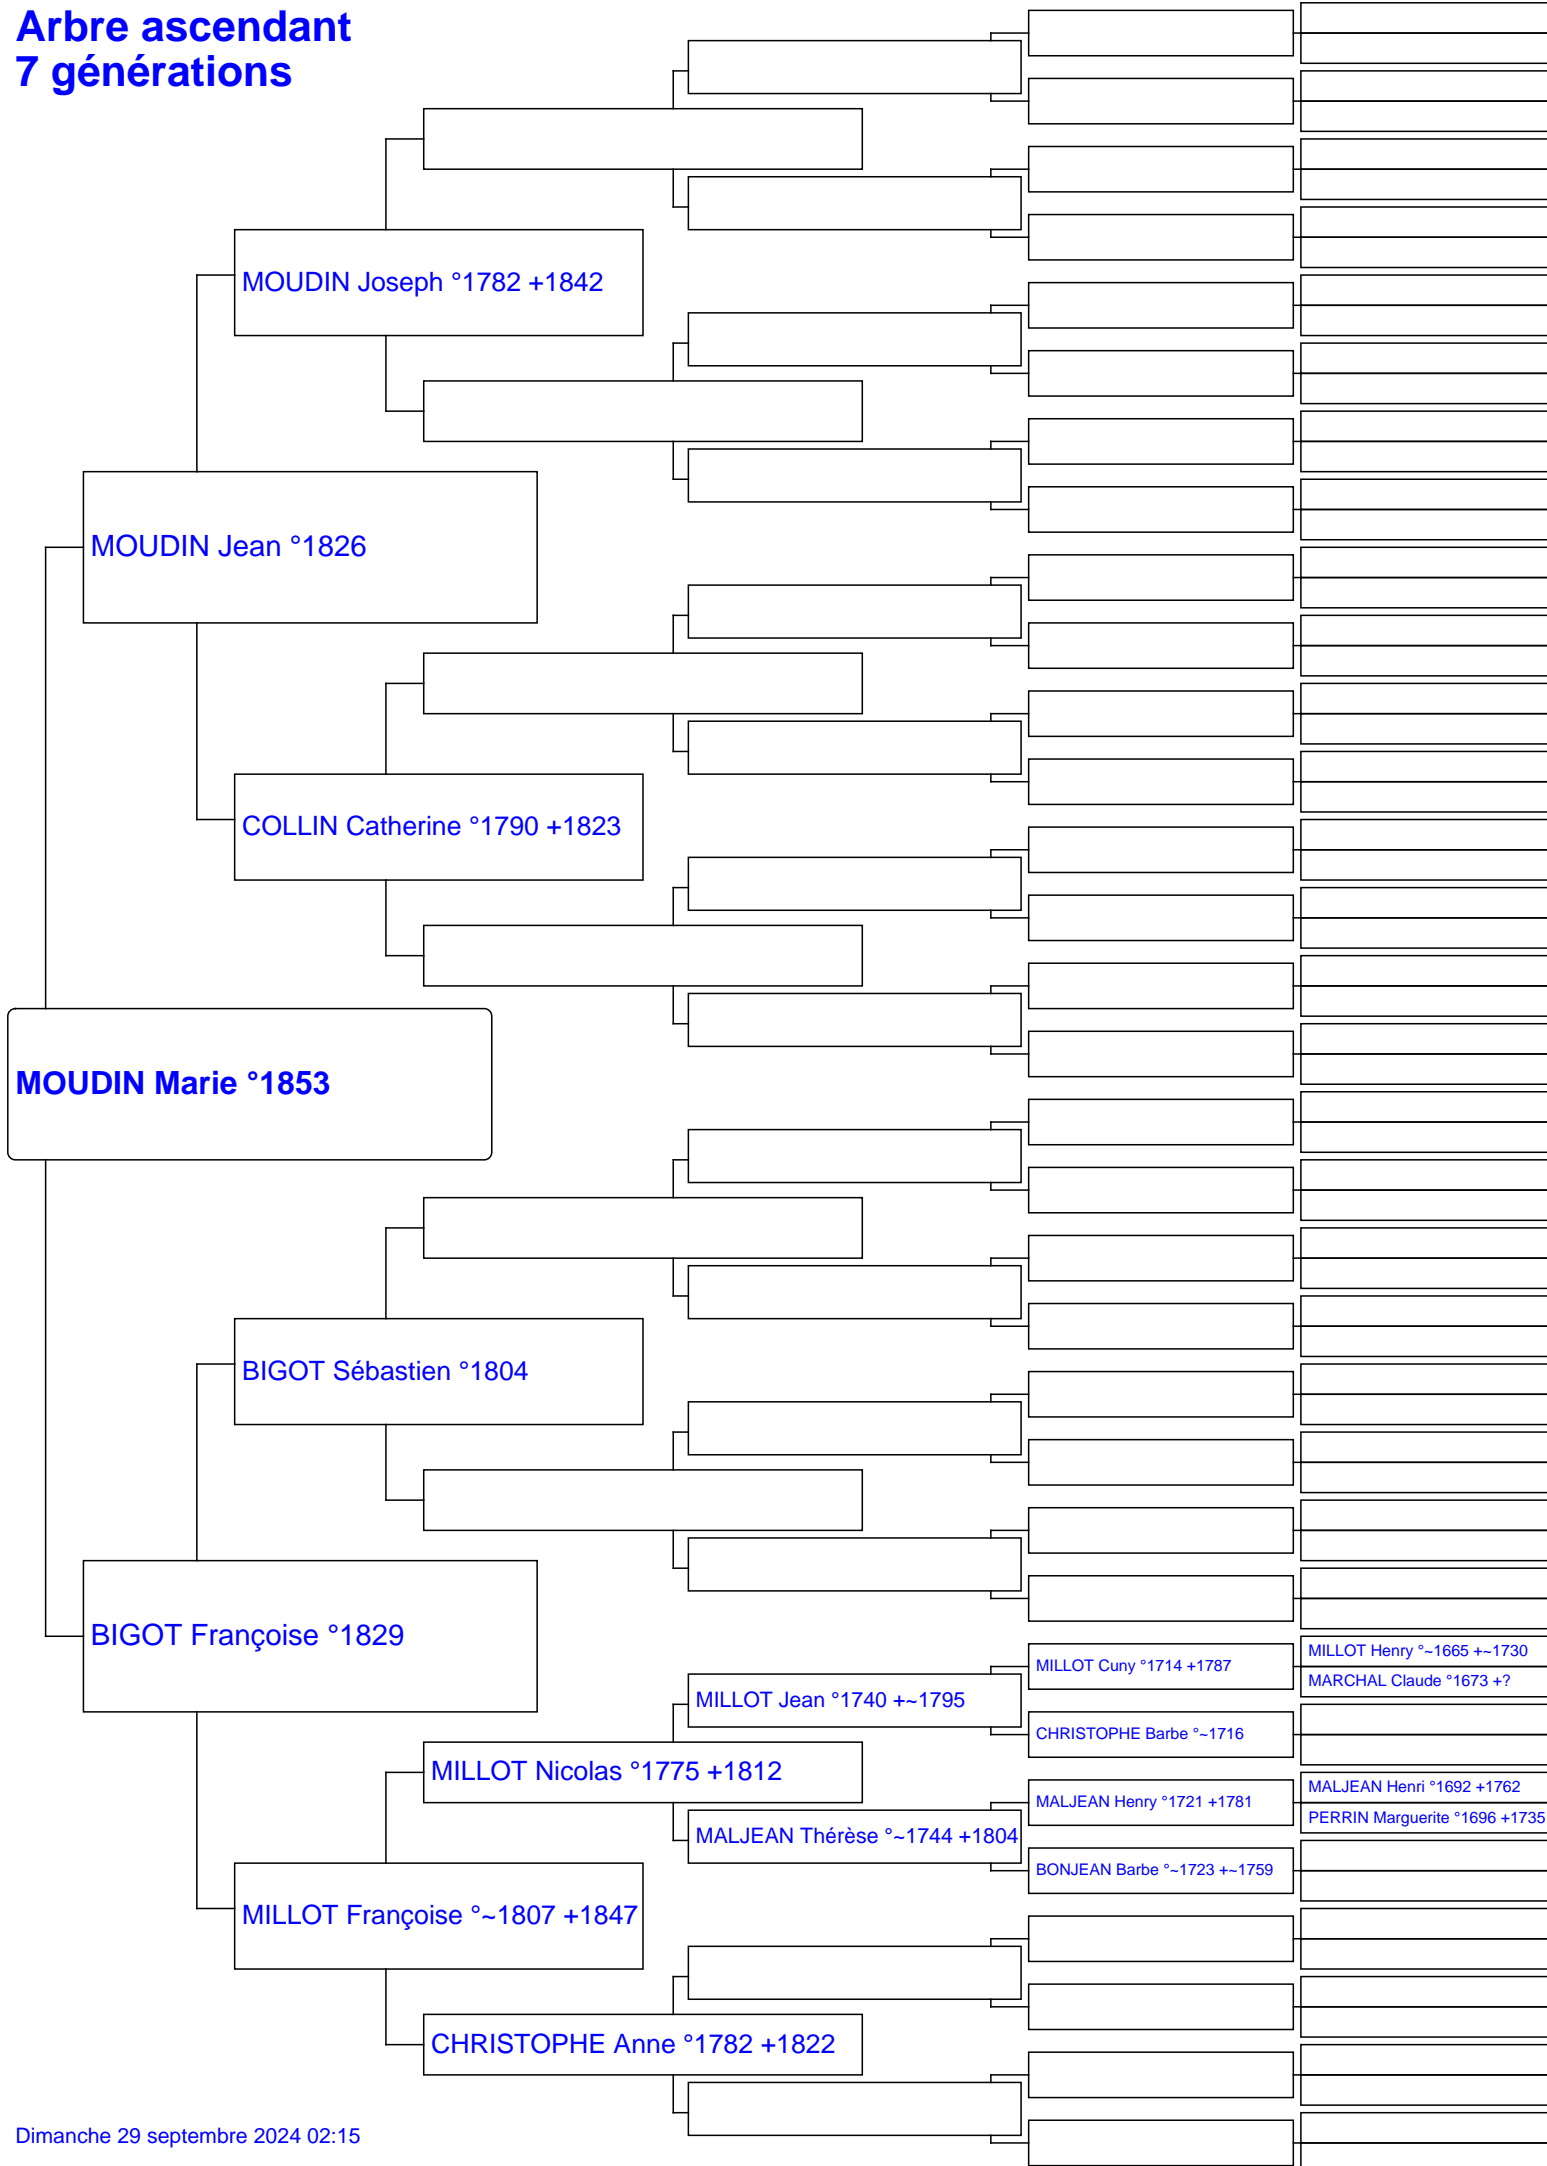 Arbre ascendant
7 générations
MOUDIN Joseph °1782 +1842
MOUDIN Jean °1826
COLLIN Catherine °1790 +1823
MOUDIN Marie °1853
BIGOT Sébastien °1804
BIGOT Françoise °1829
MILLOT Henry °~1665 +~1730
MILLOT Cuny °1714 +1787
MARCHAL Claude °1673 +?
MILLOT Jean °1740 +~1795
CHRISTOPHE Barbe °~1716
MILLOT Nicolas °1775 +1812
MALJEAN Henri °1692 +1762
MALJEAN Henry °1721 +1781
PERRIN Marguerite °1696 +1735
MALJEAN Thérèse °~1744 +1804
BONJEAN Barbe °~1723 +~1759
MILLOT Françoise °~1807 +1847
CHRISTOPHE Anne °1782 +1822
Dimanche 29 septembre 2024 02:15